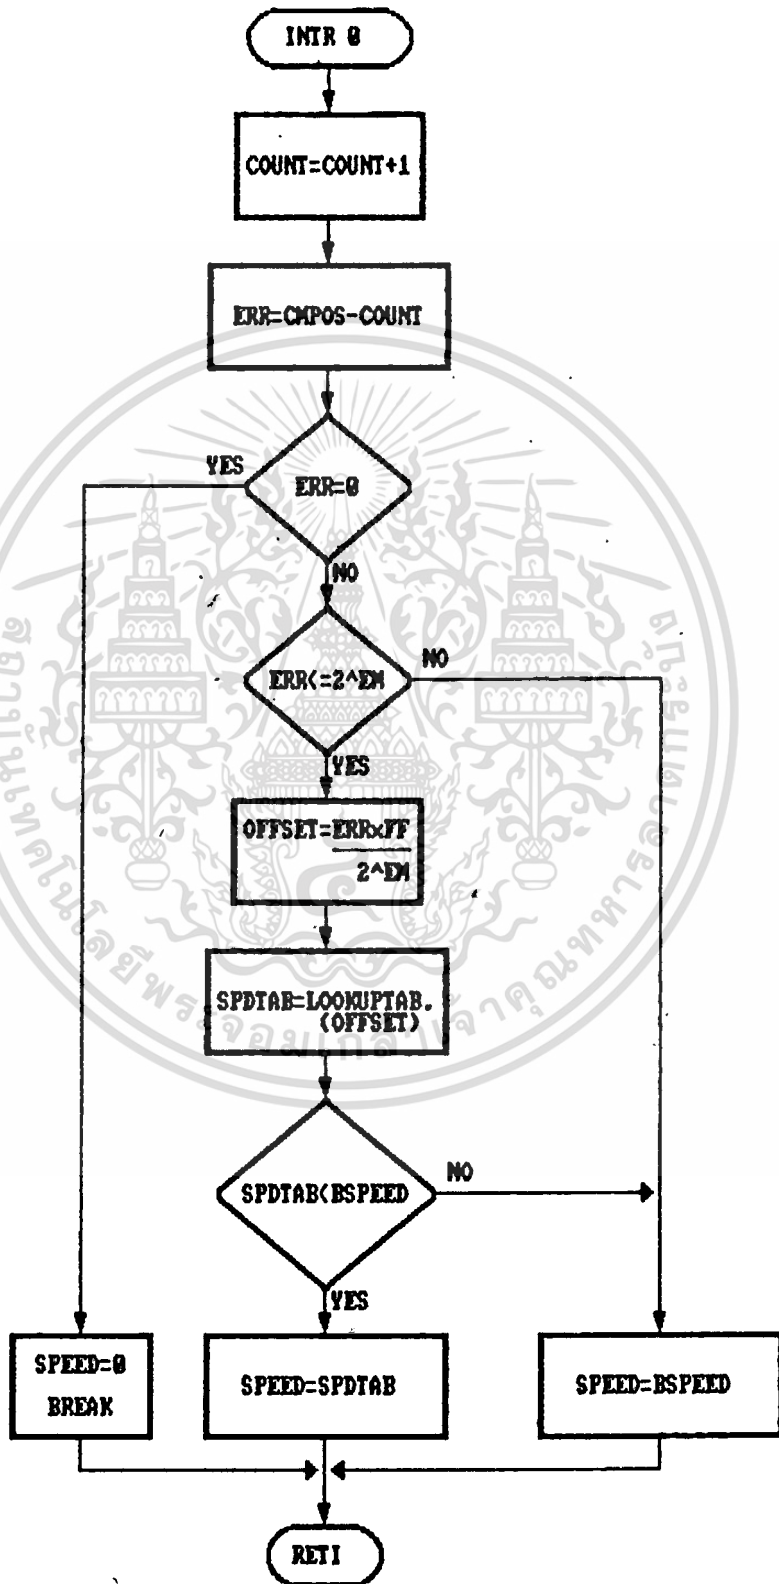 INTR 0
COUNT=COUNT+1
ERR=CMPOS-COUNT
YES
ERR=0
NO
ERR<=2^EM
NO
YES
OFFSET=ERRxFF
2^EM
SPDTAB=LOOKUPTAB.
(OFFSET)
SPDTAB<BSPEED
NO
YES
SPEED=0
BREAK
SPEED=SPDTAB
SPEED=BSPEED
RETI